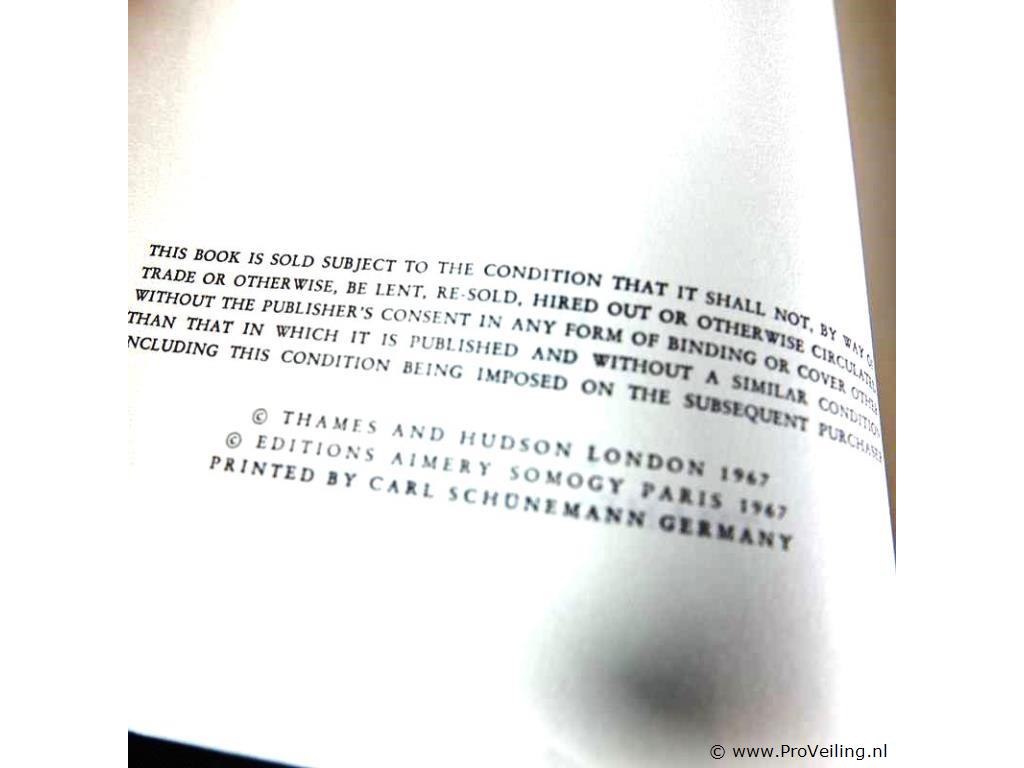 THIS BOOK IS SOLD SUBJECT TO THE CONDITION THAT IT SHALL NOT, BY WAY OF
TRADE OR OTHERWISE, BE LENT, RE-SOLD, HIRED OUT OR OTHERWISE CIRCULATED
WITHOUT THE PUBLISHER'S CONSENT IN ANY FORM OF BINDING OR COVER OTHER
THAN THAT IN WHICH IT IS PUBLISHED AND WITHOUT A SIMILAR CONDITION
NCLUDING THIS CONDITION BEING IMPOSED ON THE SUBSEQUENT PURCHASER
© THAMES AND HUDSON LONDON 1967
© EDITIONS AIMERY SOMOGY PARIS 1967
PRINTED BY CARL SCHÜNEMANN GERMANY
© www.ProVeiling.nl